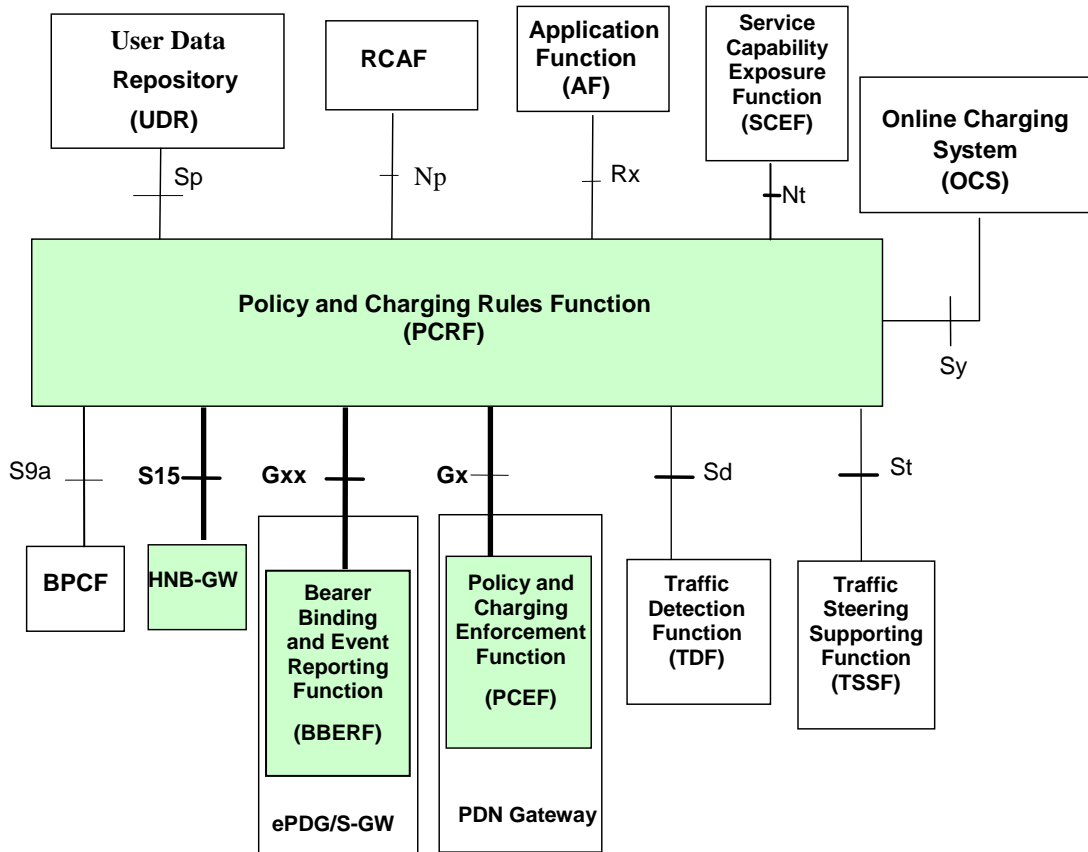 User Data
Repository
(UDR)
RCAF
Application
Function
(AF)
Service
Capability
Exposure
Function
(SCEF)
Online Charging
System
(OCS)
Sp
Np
Rx
Nt
Sy
Policy and Charging Rules Function
(PCRF)
S9a
S15
Gxx
Gx
Sd
St
BPCF
HNB-GW
Bearer
Binding
and Event
Reporting
Function
(BBERF)
ePDG/S-GW
Policy and
Charging
Enforcement
Function
(PCEF)
PDN Gateway
Traffic
Detection
Function
(TDF)
Traffic
Steering
Supporting
Function
(TSSF)